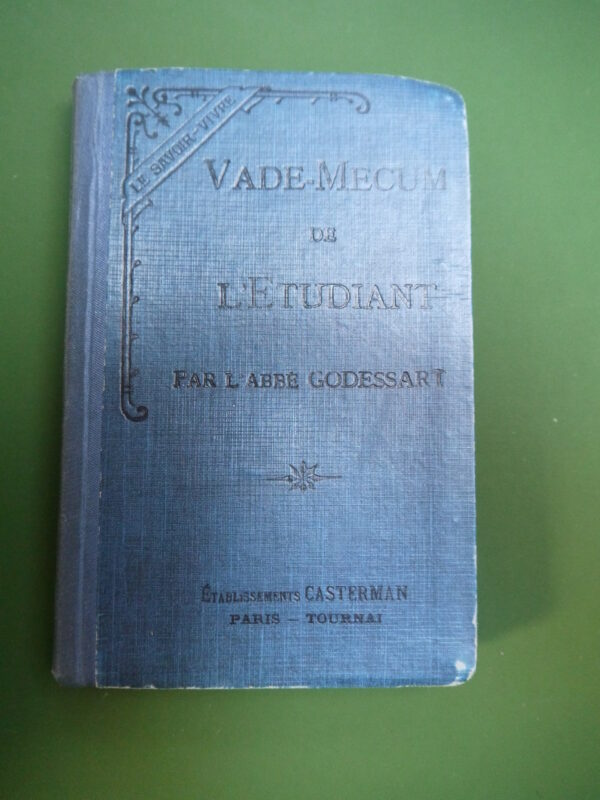 LE SAVOIR-VIVRE
VADE-MECUM
DE
L'ETUDIANT
PAR L'ABBÉ GODESSART
ÉTABLISSEMENTS CASTERMAN
PARIS — TOURNAI